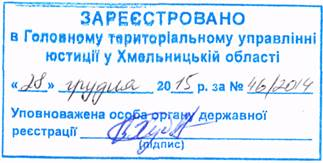 ЗАРЕЄСТРОВАНО
в Головному територіальному управлінні
юстиції у Хмельницькій області
«28» грудня 2015 р. за № 46/2014
Уповноважена особа органу державної
реєстрації
(підпис)